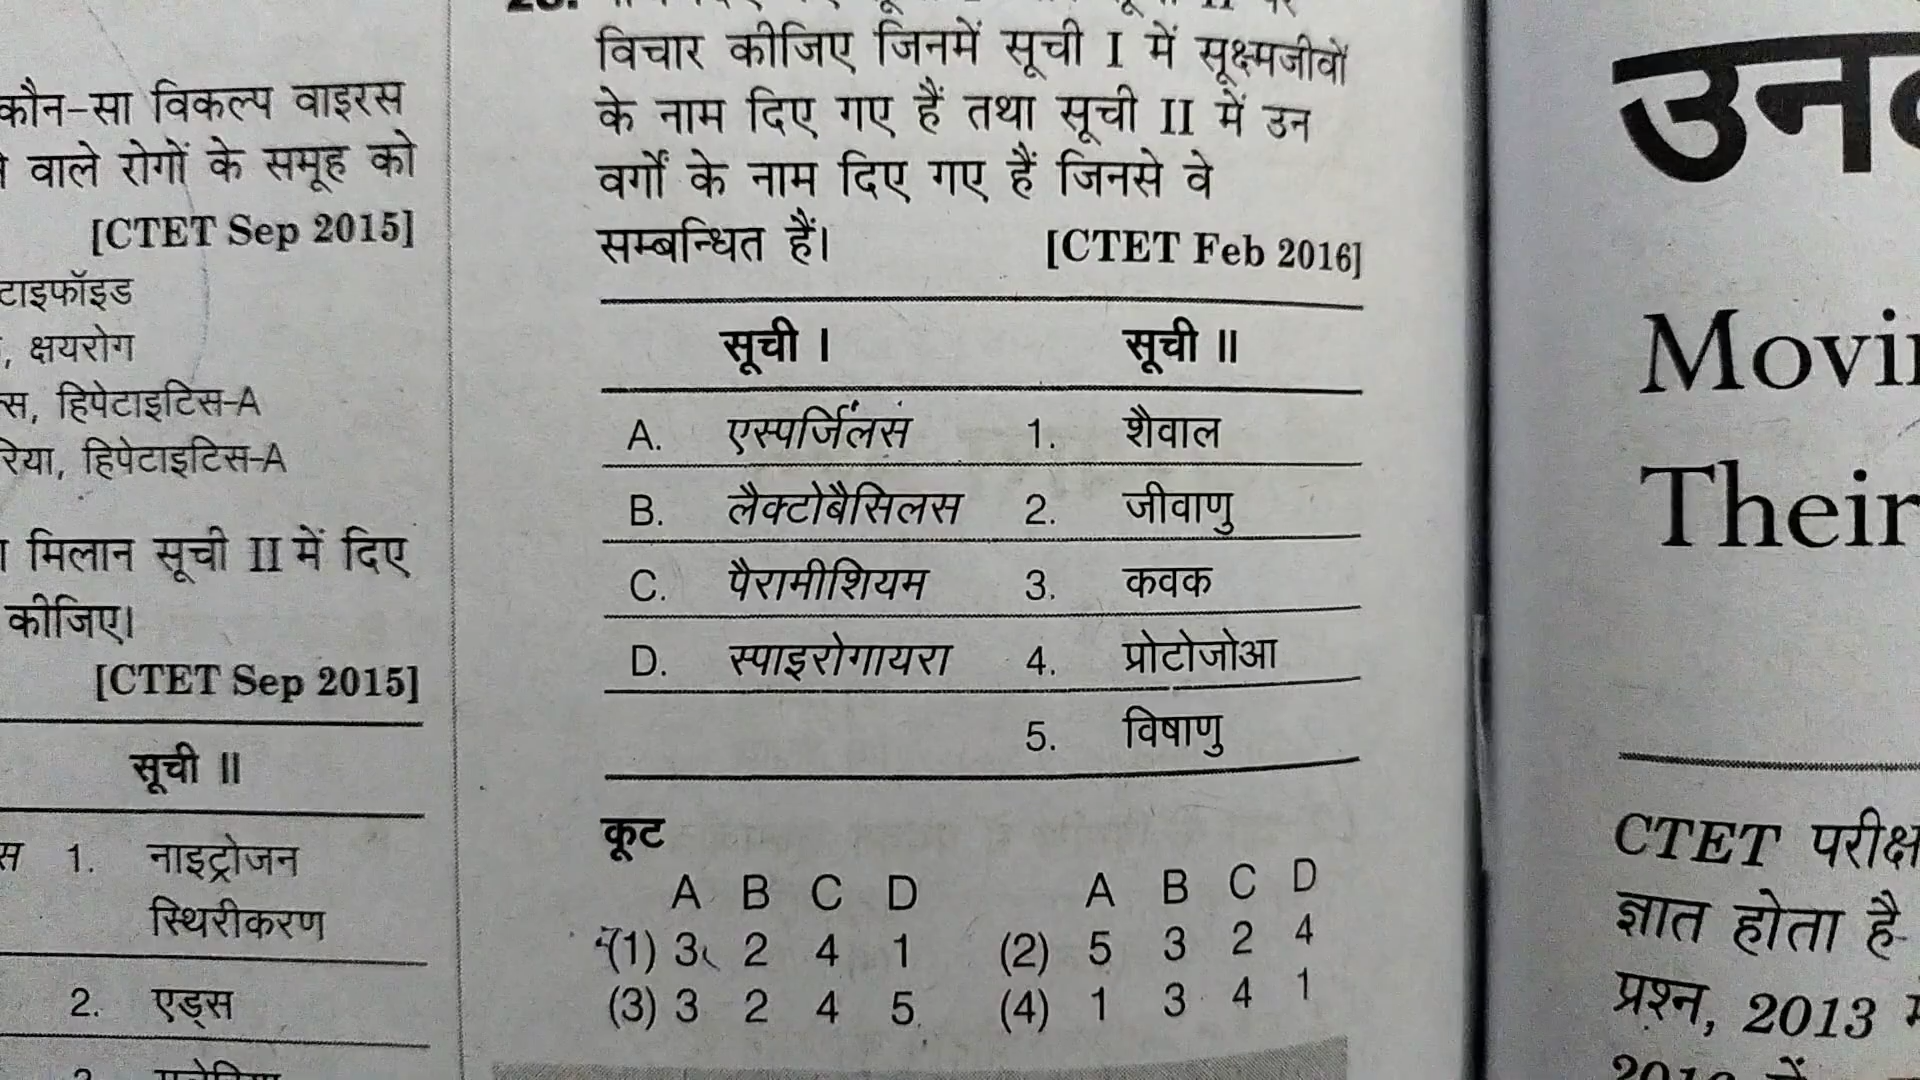 कौन-सा विकल्प वाइरस
वाले रोगों के समूह को
[CTET Sep 2015]
टाइफॉइड
, क्षयरोग
हिपेटाइटिस-A
हिपेटाइटिस-A
मिलान सूची II में दिए
कीजिए।
[CTET Sep 2015]
सूची II
1. नाइट्रोजन
स्थिरीकरण
2. एड्स
विचार कीजिए जिनमें सूची I में सूक्ष्मजीवों
के नाम दिए गए हैं तथा सूची II में उन
वर्गों के नाम दिए गए हैं जिनसे वे
सम्बन्धित हैं। [CTET Feb 2016]
सूची I सूची II
A. एस्पर्जिलस 1. शैवाल
B. लैक्टोबैसिलस 2. जीवाणु
C. पैरामीशियम 3. कवक
D. स्पाइरोगायरा 4. प्रोटोजोआ
5. विषाणु
कूट
A B C D A B C D
(1) 3 2 4 1 (2) 5 3 2 4
(3) 3 2 4 5 (4) 1 3 4 1
Their
CTET
ज्ञात होता है
प्रश्न, 2013